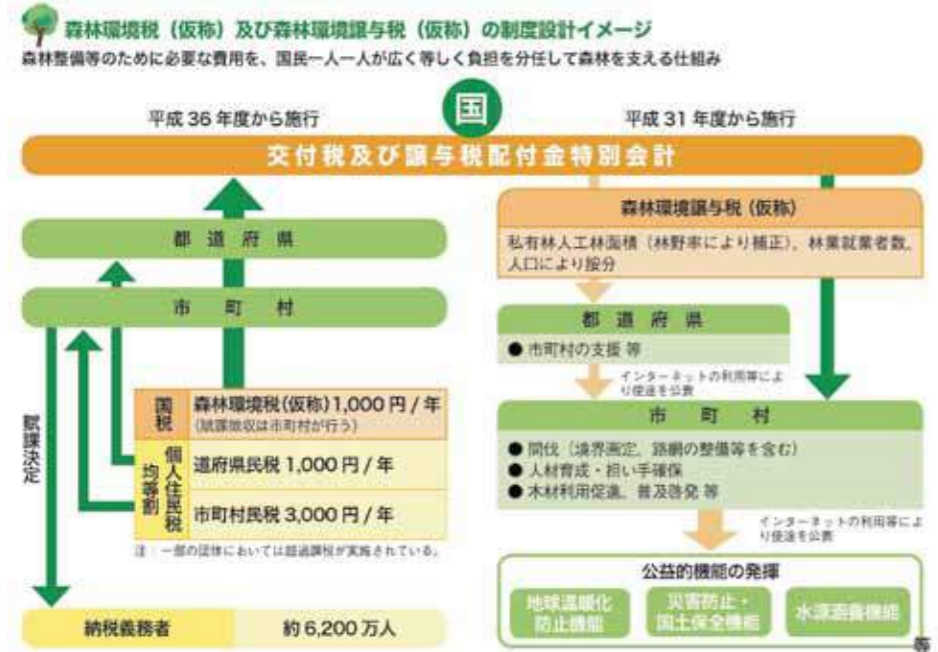 森林環境税（仮称）及び森林環境譲与税（仮称）の制度設計イメージ
森林整備等のために必要な費用を、国民一人一人が広く等しく負担を分任して森林を支える仕組み
国
平成36年度から施行
平成31年度から施行
交付税及び譲与税配付金特別会計
都道府県
市町村
賦課決定
国税
森林環境税（仮称）1,000円/年
（賦課徴収は市町村が行う）
個人住民税
均等割
道府県民税 1,000円/年
市町村民税 3,000円/年
注：一部の団体においては超過課税が実施されている。
納税義務者
約6,200万人
森林環境譲与税（仮称）
私有林人工林面積（林野率により補正）、林業就業者数、
人口により按分
都道府県
● 市町村の支援 等
インターネットの利用等によ
り使途を公表
市町村
● 間伐（境界画定、路網の整備等を含む）
● 人材育成・担い手確保
● 木材利用促進、普及啓発 等
インターネットの利用等によ
り使途を公表
公益的機能の発揮
地球温暖化
防止機能
災害防止・
国土保全機能
水源涵養機能
等